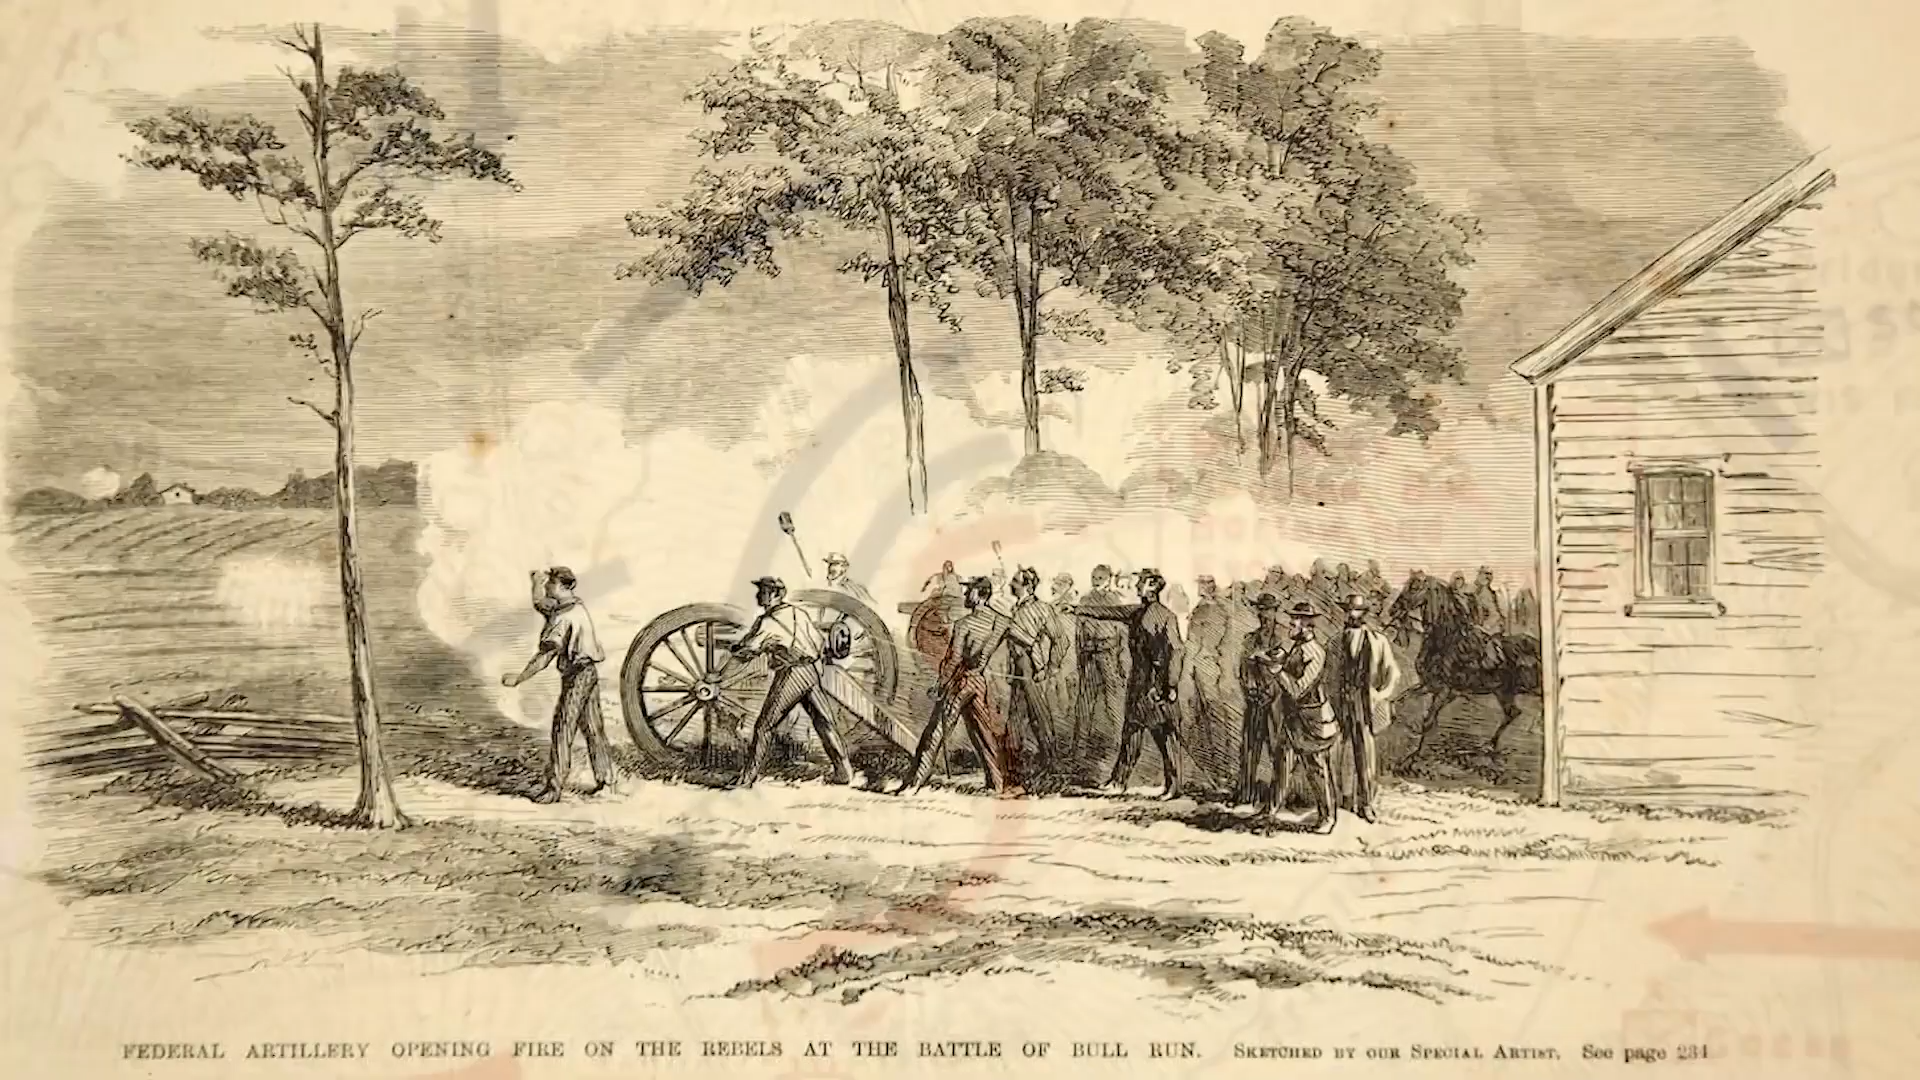 FEDERAL ARTILLERY OPENING FIRE ON THE REBELS AT THE BATTLE OF BULL RUN. SKETCHED BY OUR SPECIAL ARTIST. See page 234